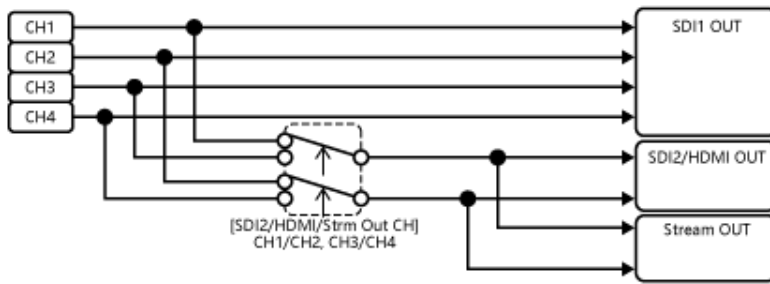 CH1
CH2
CH3
CH4
SDI1 OUT
SDI2/HDMI OUT
Stream OUT
[SDI2/HDMI/Strm Out CH]
CH1/CH2, CH3/CH4